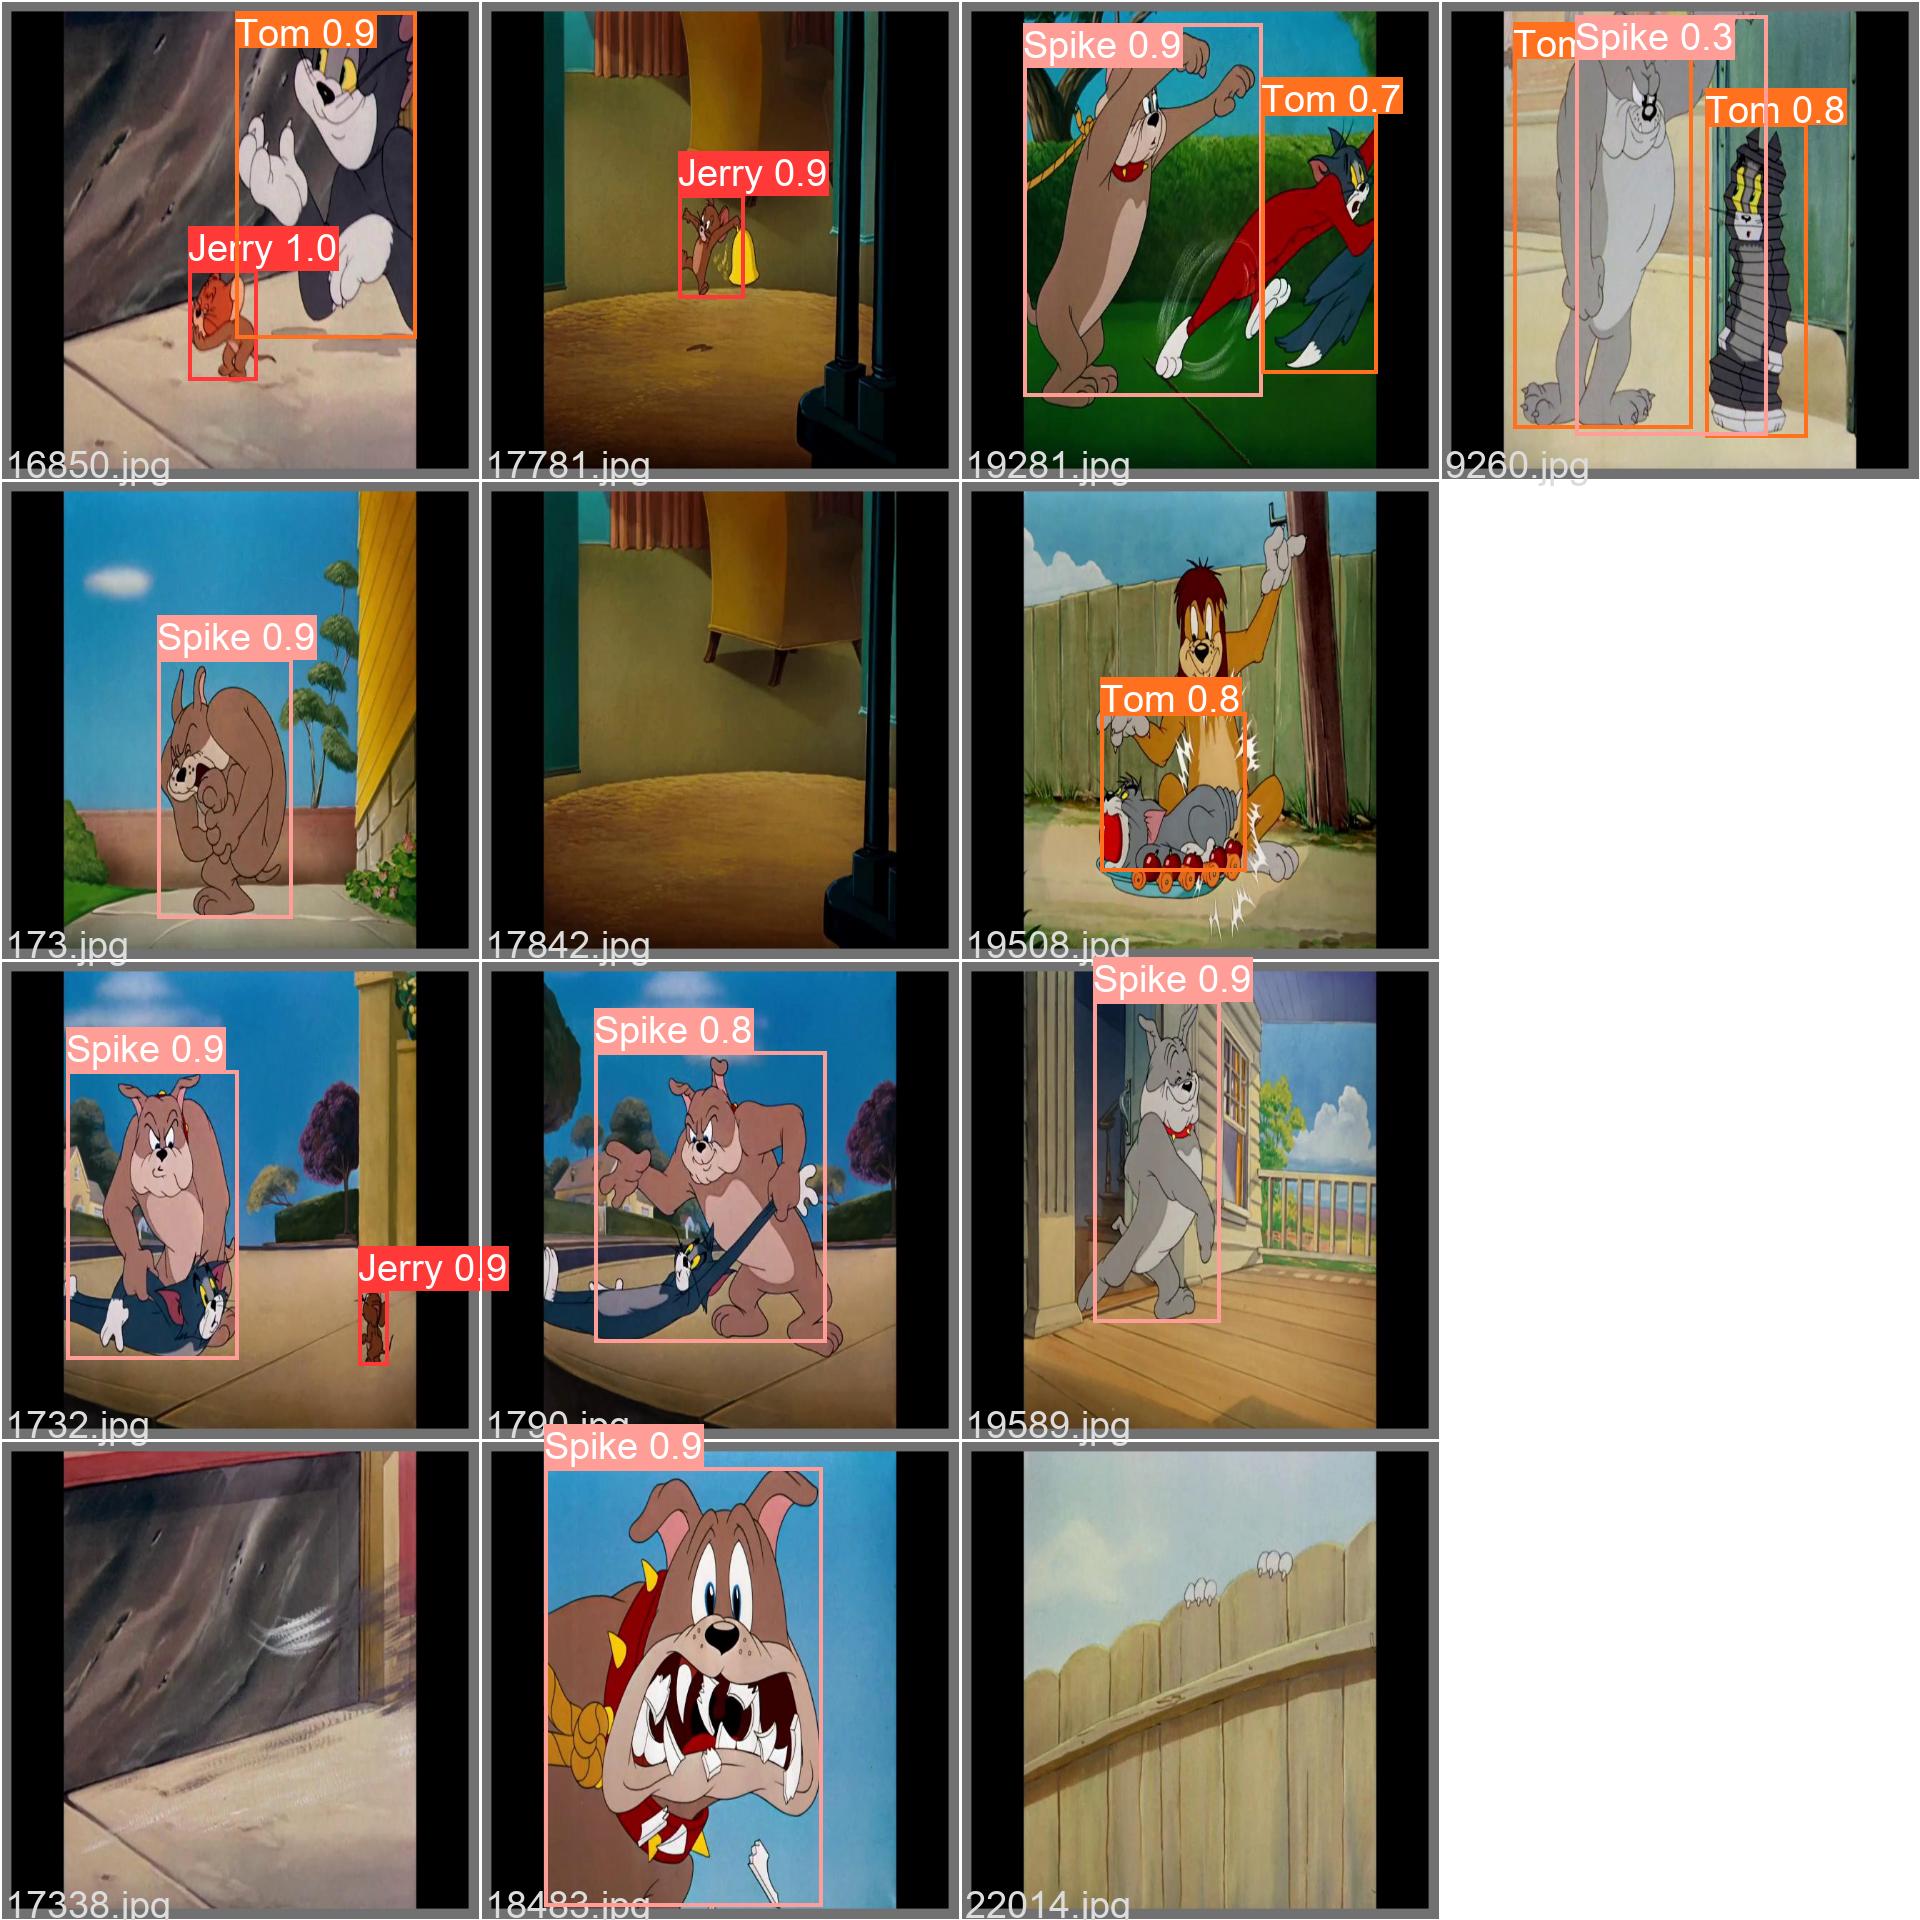 Tom 0.9
Jerry 1.0
16850.jpg
Jerry 0.9
17781.jpg
Spike 0.9
Tom 0.7
19281.jpg
Tom
Spike 0.3
Tom 0.8
9260.jpg
Spike 0.9
173.jpg
17842.jpg
Tom 0.8
19508.jpg
Spike 0.9
Jerry 0.9
1732.jpg
Spike 0.8
1790.jpg
Spike 0.9
19589.jpg
17338.jpg
Spike 0.9
18483.jpg
22014.jpg